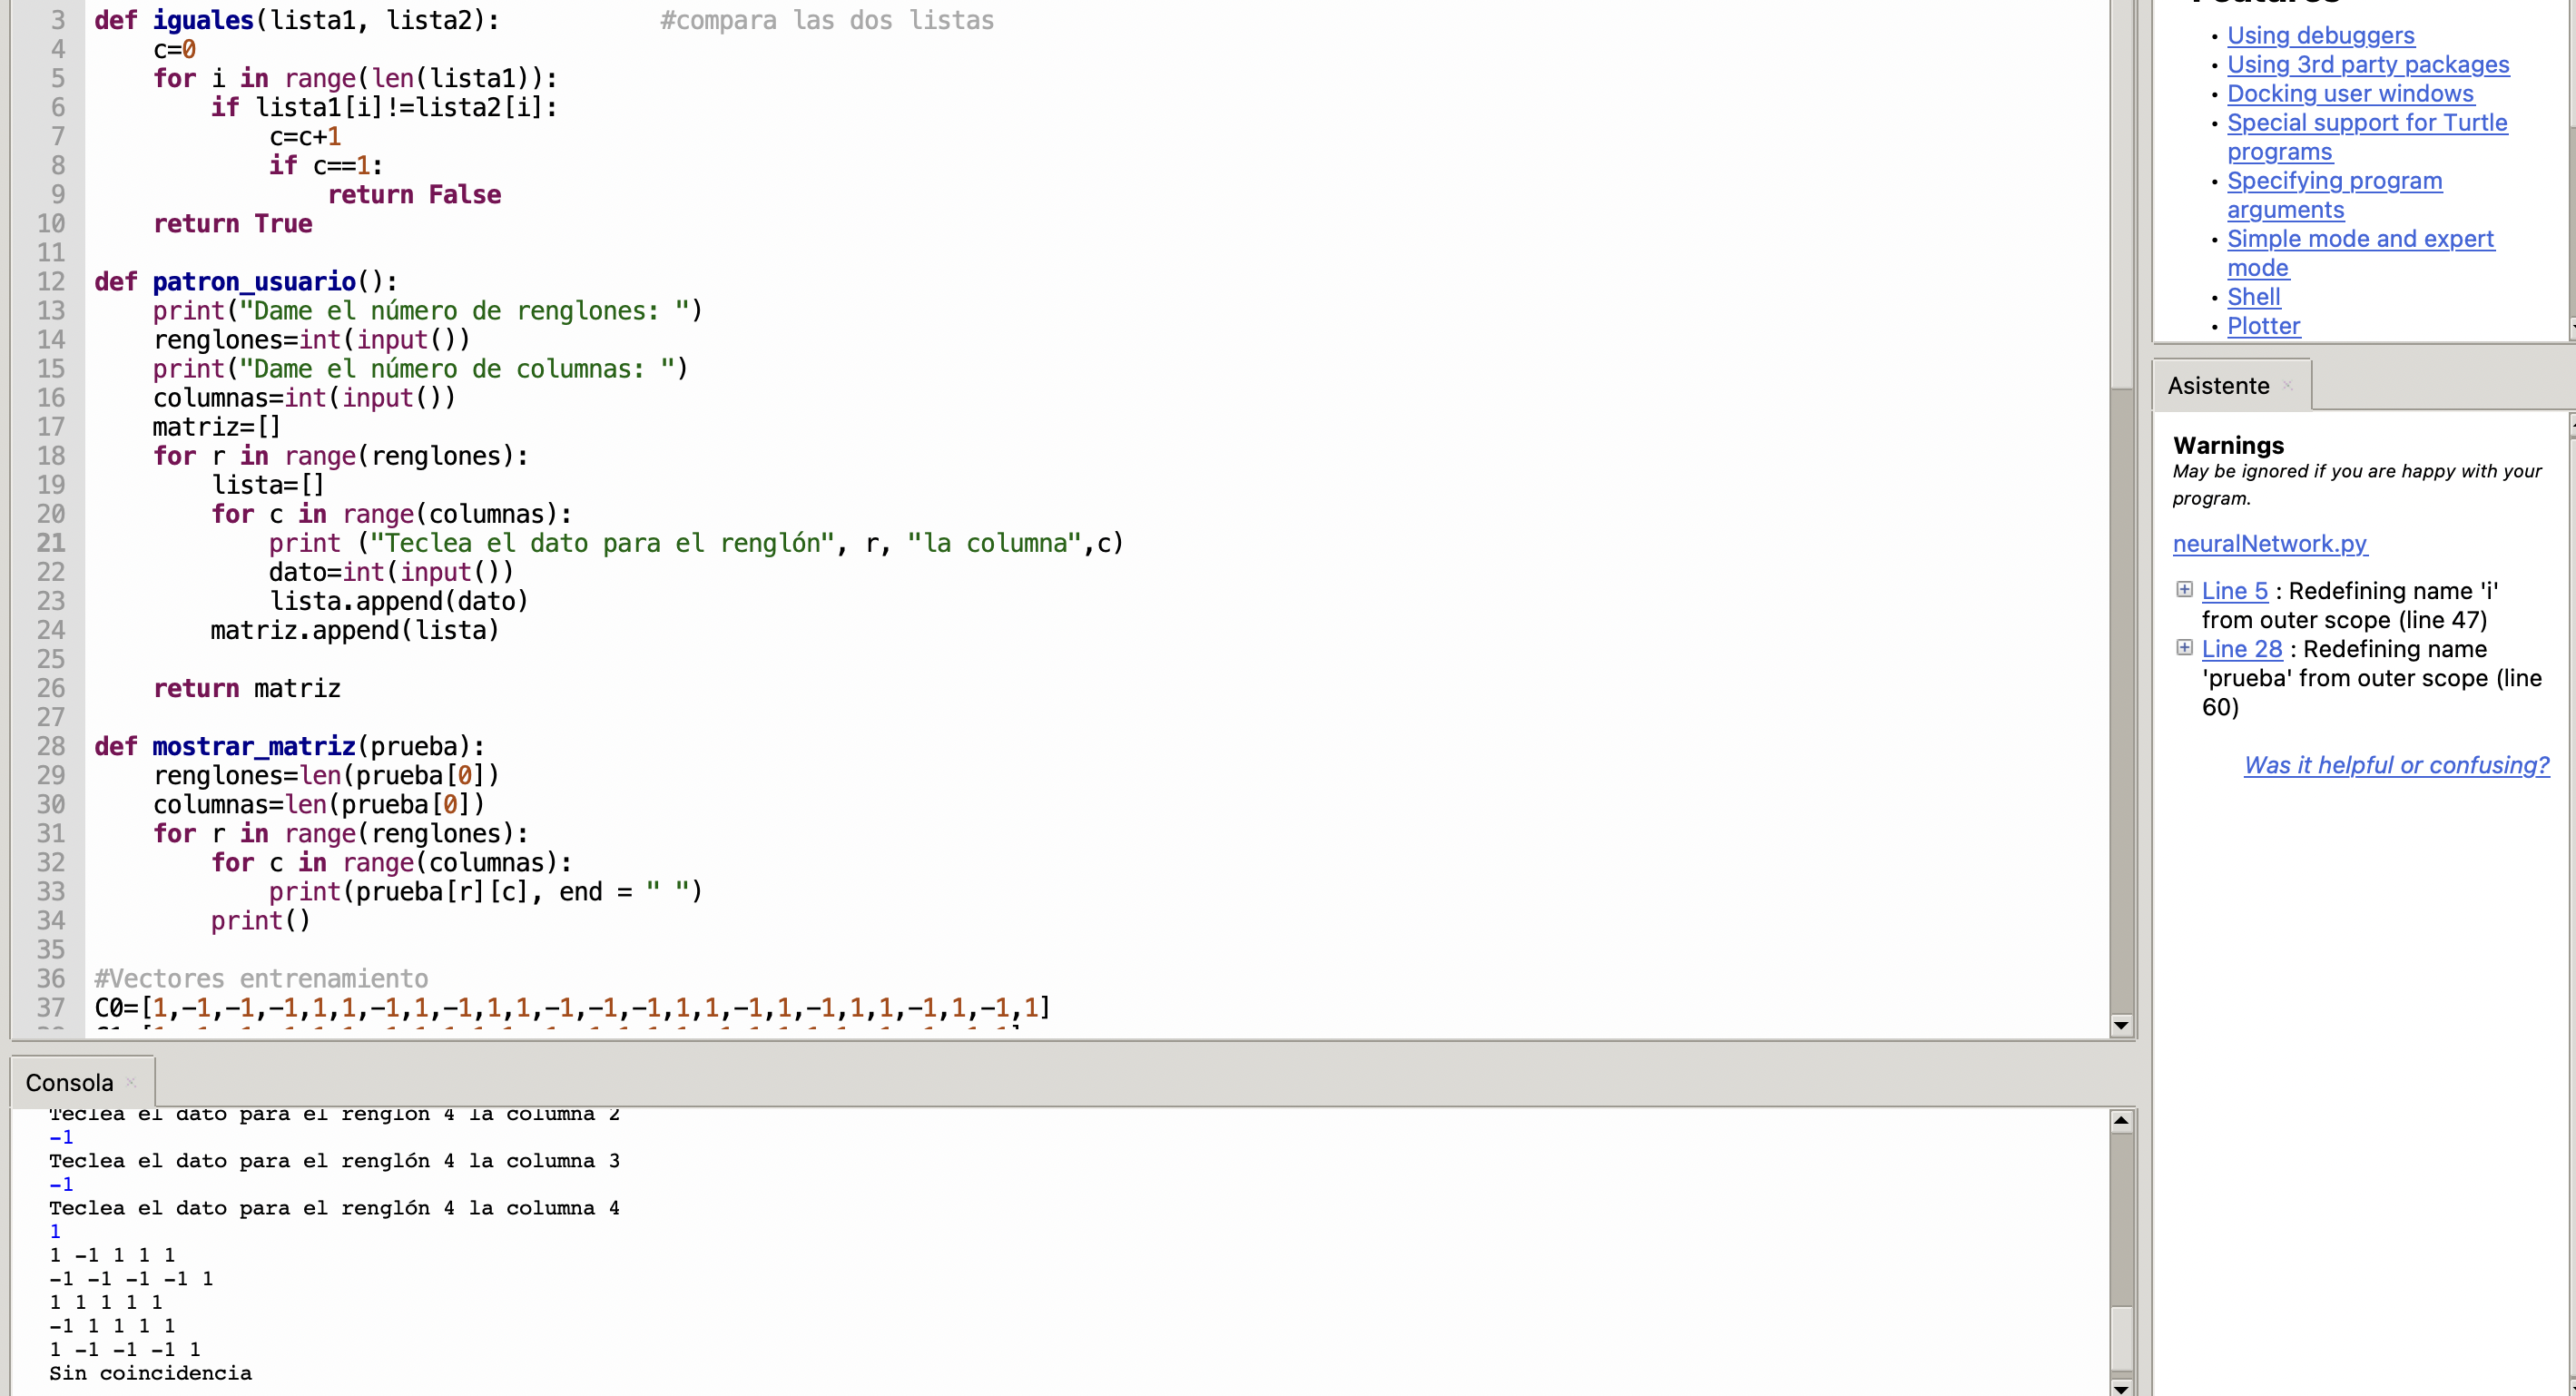 3 def iguales(lista1, lista2):           #compara las dos listas
4     c=0
5     for i in range(len(lista1)):
6         if lista1[i]!=lista2[i]:
7             c=c+1
8             if c==1:
9                 return False
10     return True
11
12 def patron_usuario():
13     print("Dame el número de renglones: ")
14     renglones=int(input())
15     print("Dame el número de columnas: ")
16     columnas=int(input())
17     matriz=[]
18     for r in range(renglones):
19         lista=[]
20         for c in range(columnas):
21             print ("Teclea el dato para el renglón", r, "la columna",c)
22             dato=int(input())
23             lista.append(dato)
24         matriz.append(lista)
25
26     return matriz
27
28 def mostrar_matriz(prueba):
29     renglones=len(prueba[0])
30     columnas=len(prueba[0])
31     for r in range(renglones):
32         for c in range(columnas):
33             print(prueba[r][c], end = " ")
34         print()
35
36 #Vectores entrenamiento
37 C0=[1,-1,-1,-1,1,1,-1,1,-1,1,1,-1,-1,-1,1,1,-1,1,-1,1,1,-1,1,-1,1]
Consola
Teclea el dato para el renglón 4 la columna 2
-1
Teclea el dato para el renglón 4 la columna 3
-1
Teclea el dato para el renglón 4 la columna 4
1
1 -1 1 1 1
-1 -1 -1 -1 1
1 1 1 1 1
-1 1 1 1 1
1 -1 -1 -1 1
Sin coincidencia
Features
• Using debuggers
• Using 3rd party packages
• Docking user windows
• Special support for Turtle
programs
• Specifying program
arguments
• Simple mode and expert
mode
• Shell
• Plotter
Asistente
Warnings
May be ignored if you are happy with your
program.
neuralNetwork.py
Line 5 : Redefining name 'i'
from outer scope (line 47)
Line 28 : Redefining name
'prueba' from outer scope (line
60)
Was it helpful or confusing?